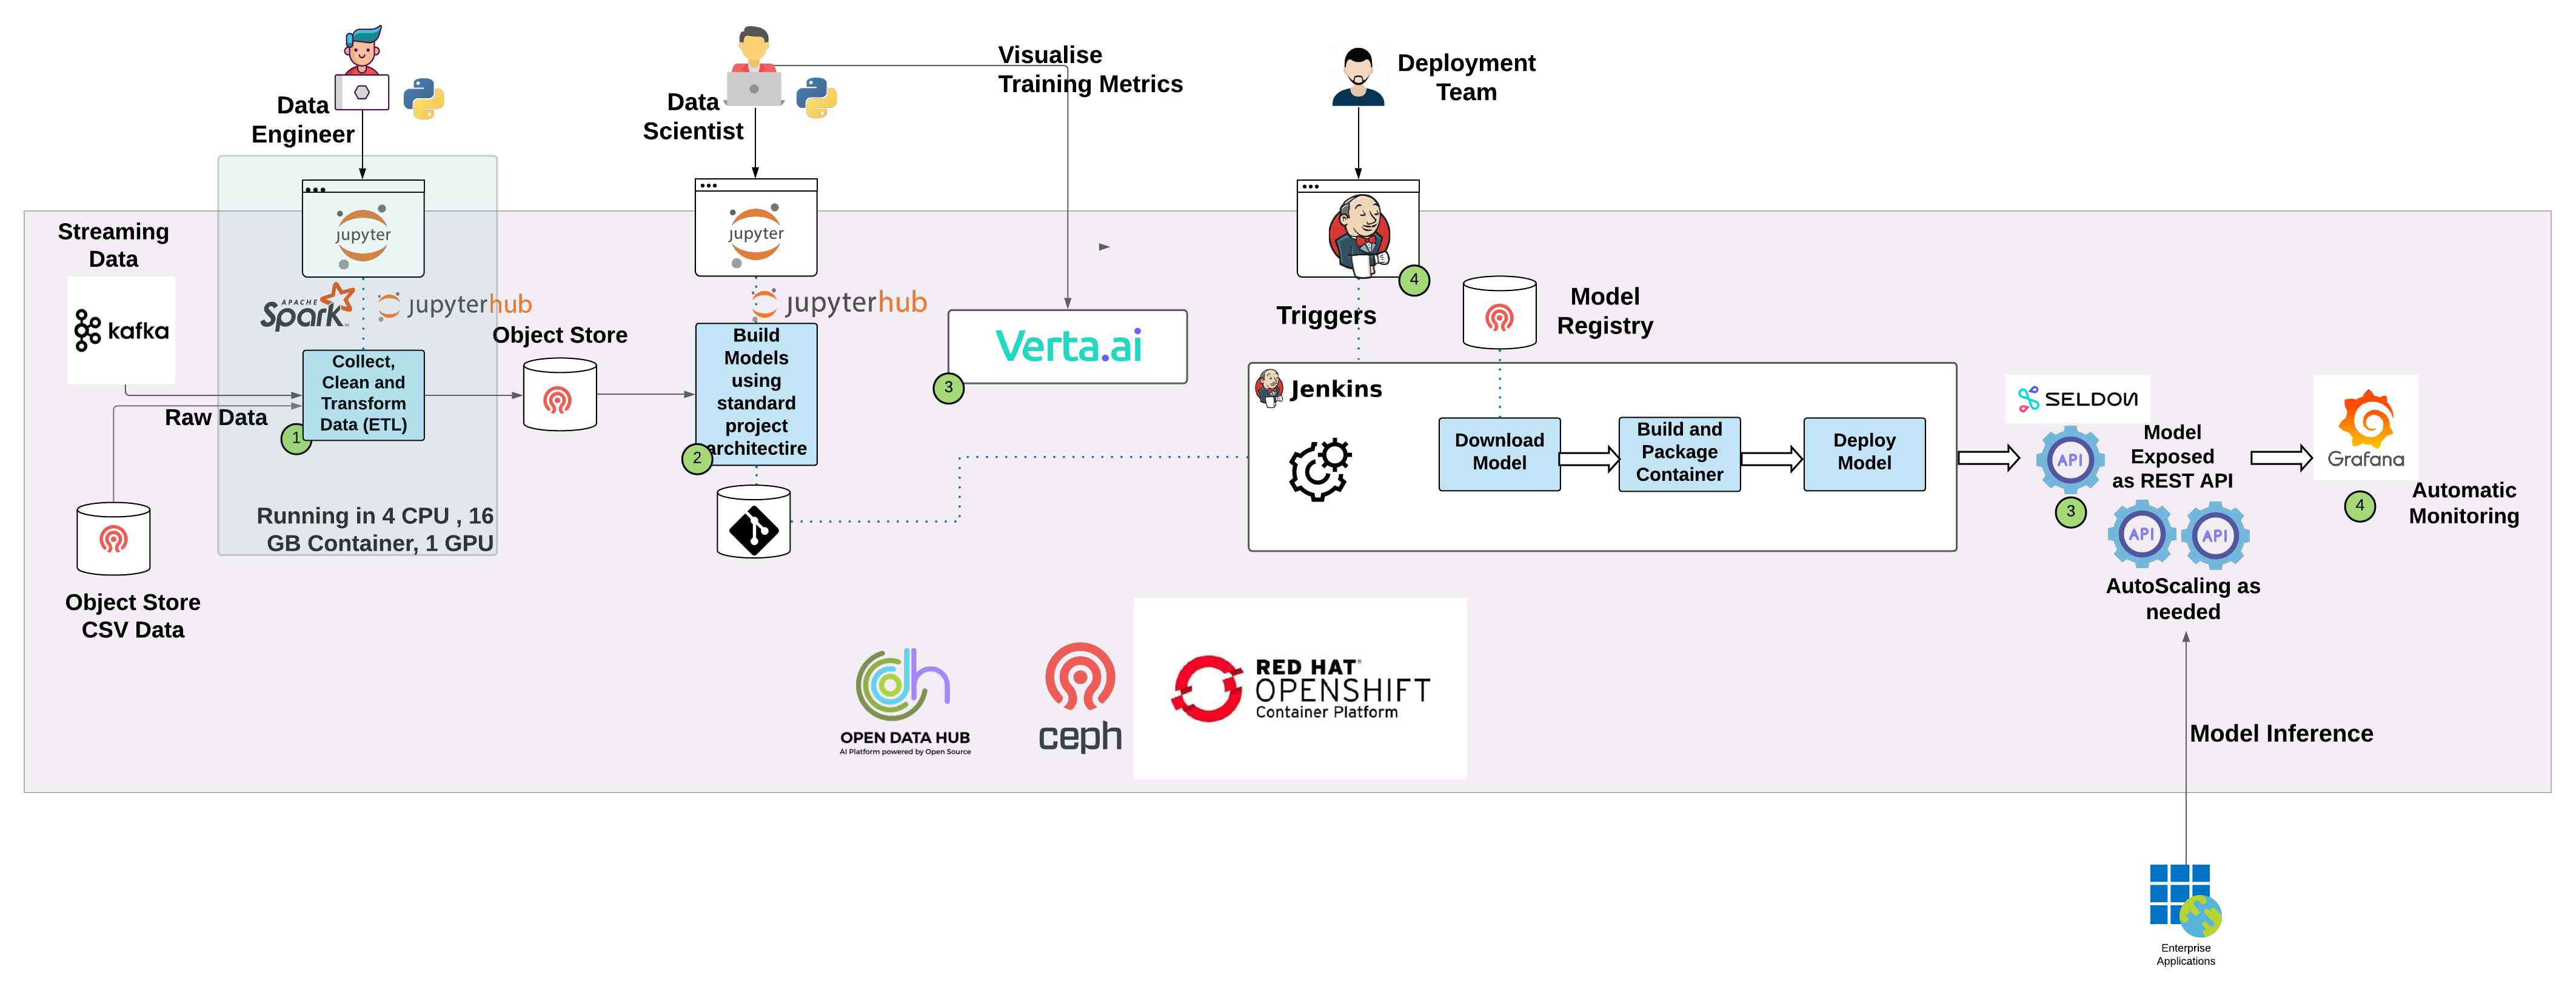 Data
Engineer
Data
Scientist
Visualise
Training Metrics
Deployment
Team
Streaming
Data
kafka
jupyter
APACHE
Spark
jupyterhub
Raw Data
Collect,
Clean and
Transform
Data (ETL)
1
Running in 4 CPU , 16
GB Container, 1 GPU
Object Store
CSV Data
Object Store
jupyter
jupyterhub
Build
Models
using
standard
project
architectire
2
Verta.ai
3
4
Triggers
Model
Registry
Jenkins
Download
Model
Build and
Package
Container
Deploy
Model
SELDON
API
Model
Exposed
as REST API
3
API
API
AutoScaling as
needed
Grafana
4
Automatic
Monitoring
OPEN DATA HUB
AI Platform powered by Open Source
ceph
RED HAT
OPENSHIFT
Container Platform
Model Inference
Enterprise
Applications